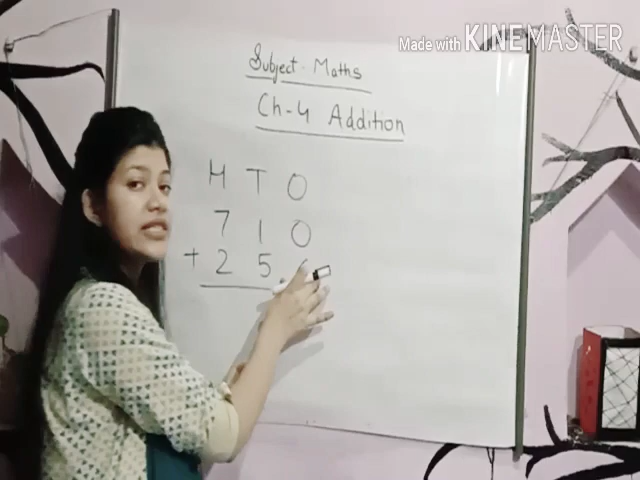 Made with KINEMASTER
Subject - Maths
Ch-4 Addition
H T O
7 1 0
+ 2 5